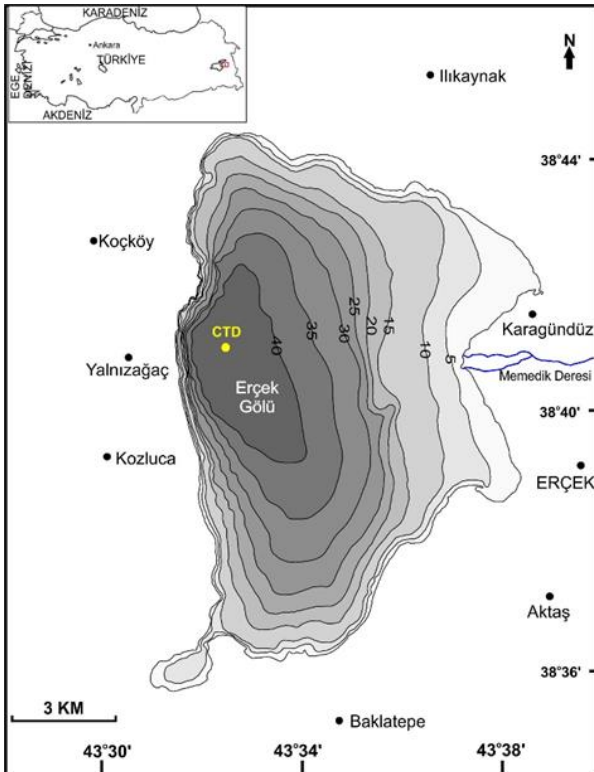 KARADENİZ
Ankara
TÜRKİYE
EGE
DENİZİ
AKDENİZ
N
Ilıkaynak
38°44'
Koçköy
CTD
Yalnızağaç
Erçek
Gölü
40
35
30
25
20
15
10
5
Karagündüz
Memedik Deresi
38°40'
Kozluca
ERÇEK
Aktaş
38°36'
3 KM
Baklatepe
43°30'
43°34'
43°38'